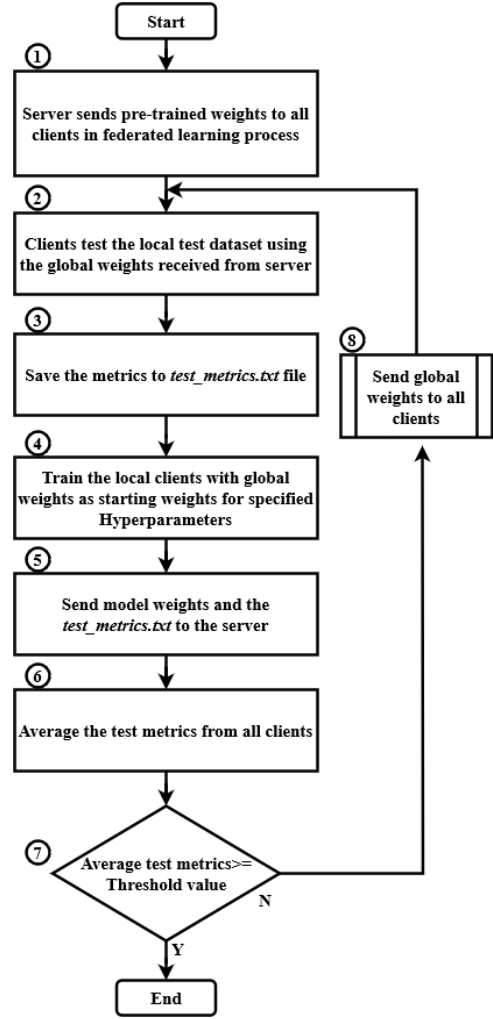 Start
1
Server sends pre-trained weights to all
clients in federated learning process
2
Clients test the local test dataset using
the global weights received from server
3
Save the metrics to test_metrics.txt file
8
Send global
weights to all
clients
4
Train the local clients with global
weights as starting weights for specified
Hyperparameters
5
Send model weights and the
test_metrics.txt to the server
6
Average the test metrics from all clients
7
Average test metrics>=
Threshold value
N
Y
End